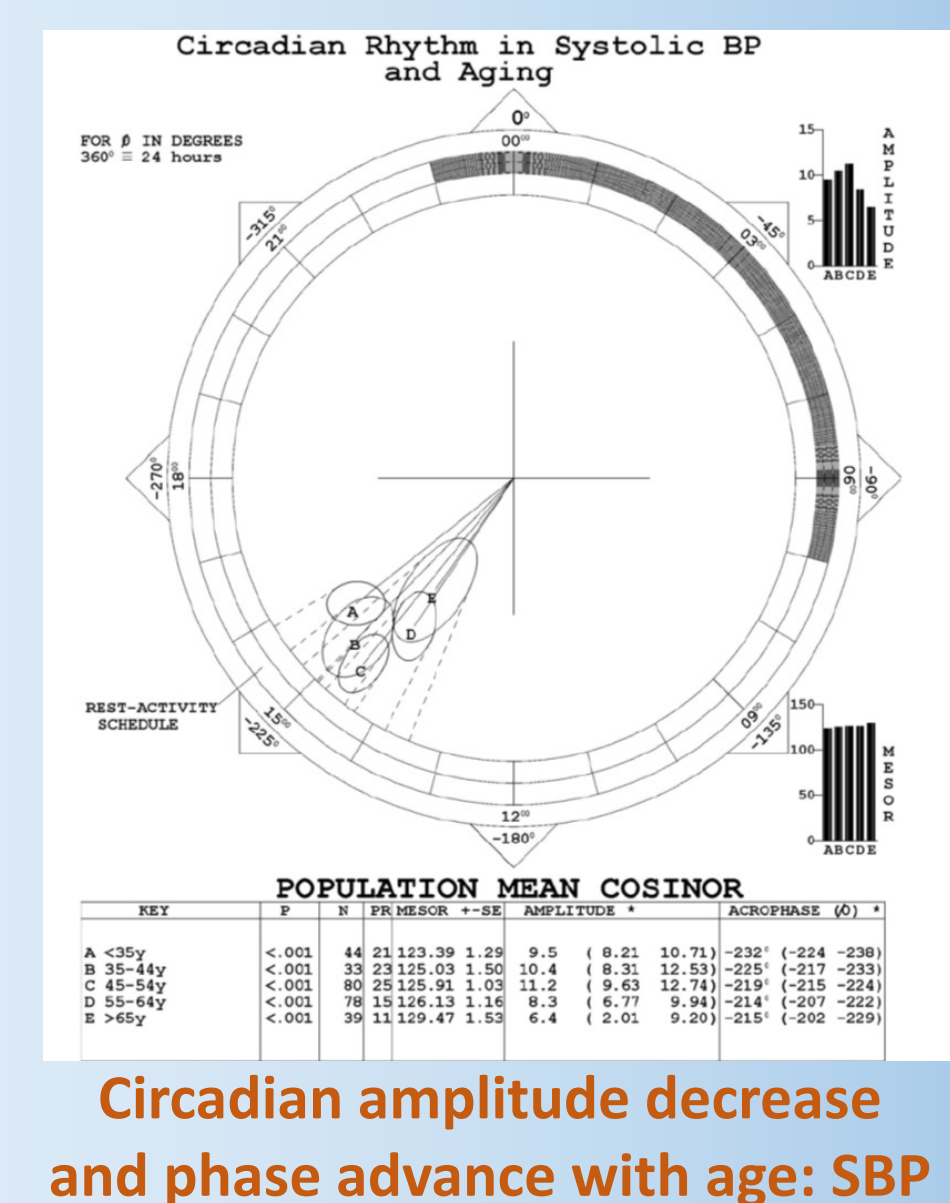 Circadian Rhythm in Systolic BP
and Aging
FOR Ø IN DEGREES
360° ≡ 24 hours
0°
00⁰⁰
-45°
03⁰⁰
-90°
06⁰⁰
-135°
09⁰⁰
12⁰⁰
-180°
15⁰⁰
-225°
-270°
18⁰⁰
-315°
21⁰⁰
15
10
5
0
ABCDE
AMPLITUDE
A
B
C
D
E
REST-ACTIVITY
SCHEDULE
150
100
50
0
ABCDE
MESOR
POPULATION MEAN COSINOR
KEY P N PR MESOR +-SE AMPLITUDE * ACROPHASE (Ø) *
A <35y <.001 44 21 123.39 1.29 9.5 ( 8.21 10.71) -232° (-224 -238)
B 35-44y <.001 33 23 125.03 1.50 10.4 ( 8.31 12.53) -225° (-217 -233)
C 45-54y <.001 80 25 125.91 1.03 11.2 ( 9.63 12.74) -219° (-215 -224)
D 55-64y <.001 78 15 126.13 1.16 8.3 ( 6.77 9.94) -214° (-207 -222)
E >65y <.001 39 11 129.47 1.53 6.4 ( 2.01 9.20) -215° (-202 -229)
Circadian amplitude decrease
and phase advance with age: SBP